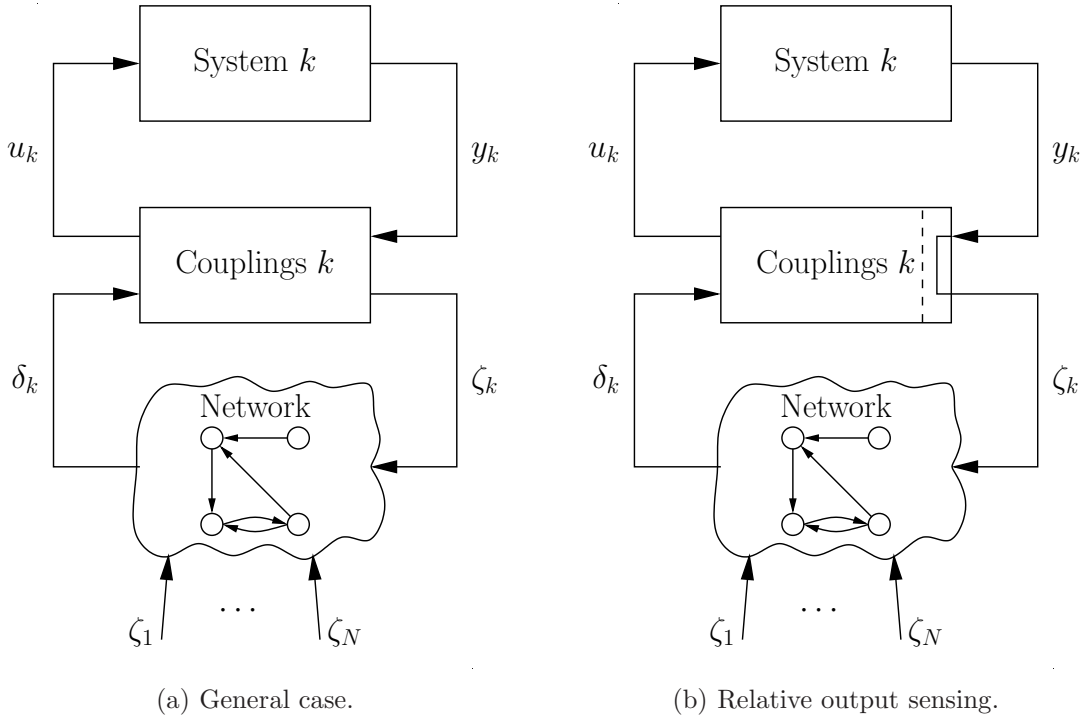 System k
u_k
y_k
Couplings k
δ_k
ζ_k
Network
ζ_1
...
ζ_N
(a) General case.
System k
u_k
y_k
Couplings k
δ_k
ζ_k
Network
ζ_1
...
ζ_N
(b) Relative output sensing.